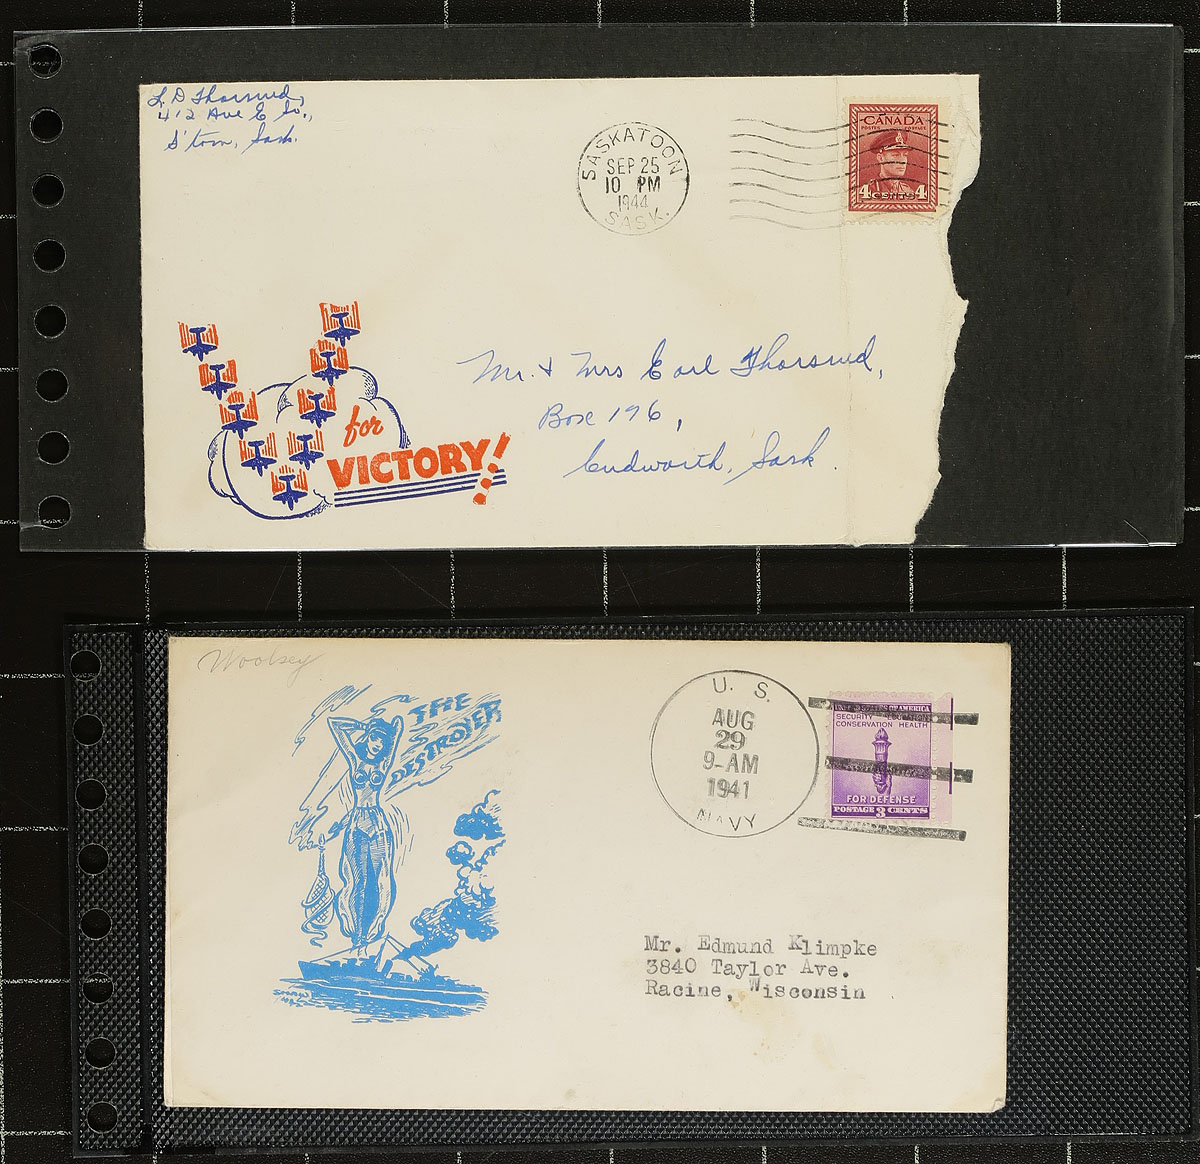 L. D. Thorsrud,
412 Ave E So.,
S'toon, Sask.
SASKATOON
SEP 25
10 PM
1944
SASK.
CANADA
POSTES POSTAGE
4 CENTS 4
for
VICTORY!
Mr. & Mrs Earl Thorsrud,
Box 196,
Cudworth, Sask.
Woolsey
THE
DESTROYER
U. S.
AUG
29
9-AM
1941
NAVY
UNITED STATES OF AMERICA
SECURITY EDUCATION
CONSERVATION HEALTH
FOR DEFENSE
POSTAGE 3 CENTS
Mr. Edmund Klimpke
3840 Taylor Ave.
Racine, Wisconsin